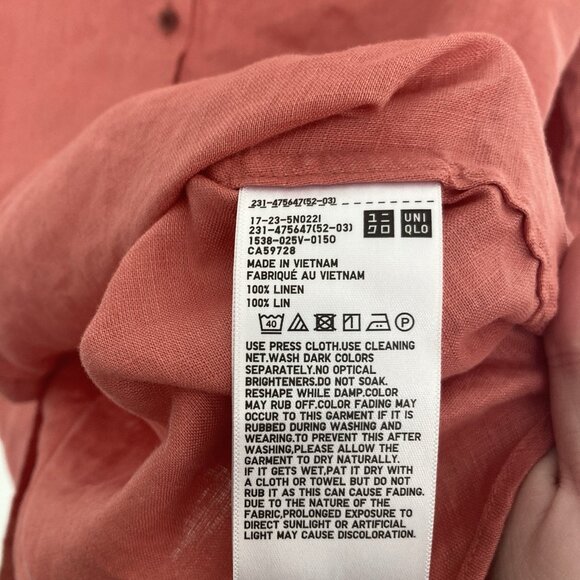 231-475647(52-03)
17-23-5N022I
231-475647(52-03)
1538-025V-0150
CA59728
ユニ
クロ
UNI
QLO
MADE IN VIETNAM
FABRIQUÉ AU VIETNAM
100% LINEN
100% LIN
40
P
USE PRESS CLOTH.USE CLEANING
NET.WASH DARK COLORS
SEPARATELY.NO OPTICAL
BRIGHTENERS.DO NOT SOAK.
RESHAPE WHILE DAMP.COLOR
MAY RUB OFF.COLOR FADING MAY
OCCUR TO THIS GARMENT IF IT IS
RUBBED DURING WASHING AND
WEARING.TO PREVENT THIS AFTER
WASHING,PLEASE ALLOW THE
GARMENT TO DRY NATURALLY.
IF IT GETS WET,PAT IT DRY WITH
A CLOTH OR TOWEL BUT DO NOT
RUB IT AS THIS CAN CAUSE FADING.
DUE TO THE NATURE OF THE
FABRIC,PROLONGED EXPOSURE TO
DIRECT SUNLIGHT OR ARTIFICIAL
LIGHT MAY CAUSE DISCOLORATION.